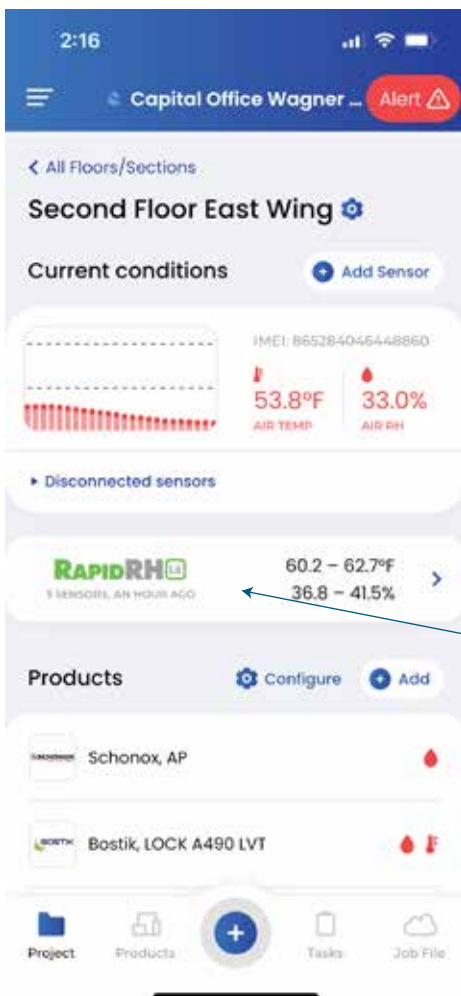 2:16
Capital Office Wagner ... Alert
All Floors/Sections
Second Floor East Wing
Current conditions
Add Sensor
IMEI: 865284046448860
53.8°F 33.0%
AIR TEMP AIR RH
Disconnected sensors
RAPIDRH L6 60.2 – 62.7°F
5 SENSORS, AN HOUR AGO 36.8 – 41.5%
Products
Configure
Add
Schonox, AP
BOSTIK Bostik, LOCK A490 LVT
Project Products Tasks Job File